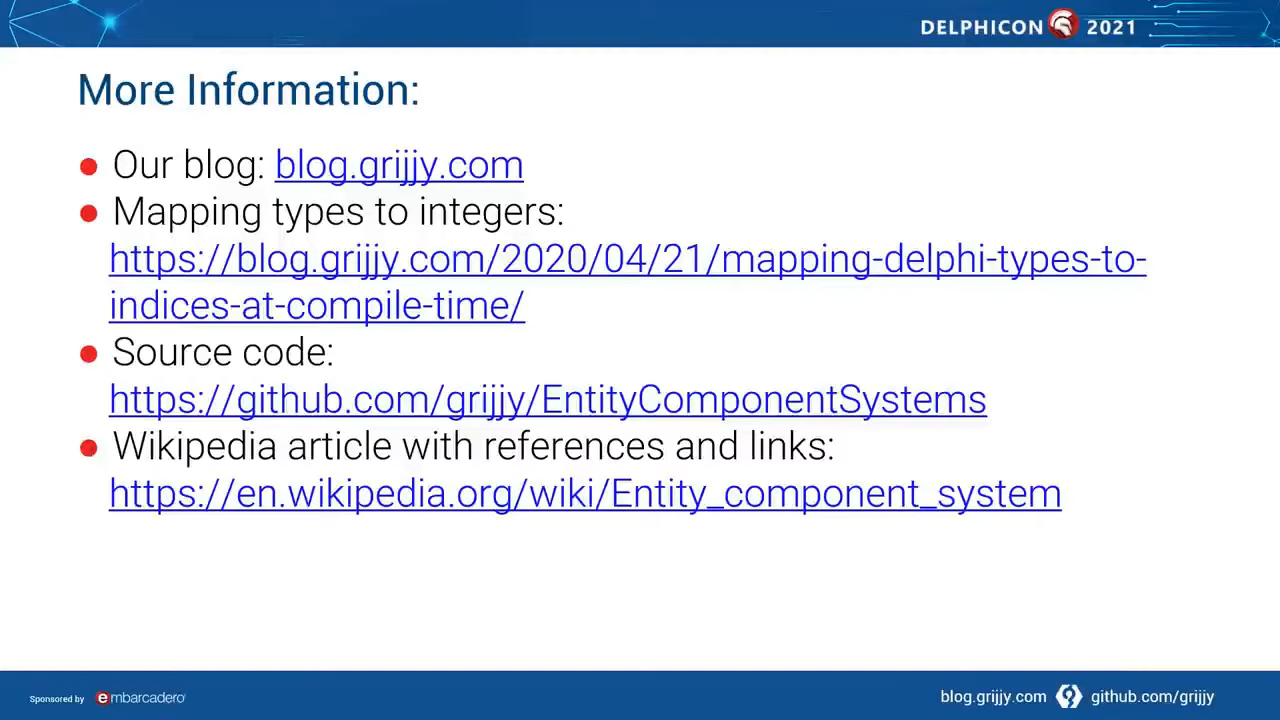 DELPHICON 2021
More Information:
● Our blog: blog.grijjy.com
● Mapping types to integers:
https://blog.grijjy.com/2020/04/21/mapping-delphi-types-to-
indices-at-compile-time/
● Source code:
https://github.com/grijjy/EntityComponentSystems
● Wikipedia article with references and links:
https://en.wikipedia.org/wiki/Entity_component_system
Sponsored by embarcadero
blog.grijjy.com github.com/grijjy